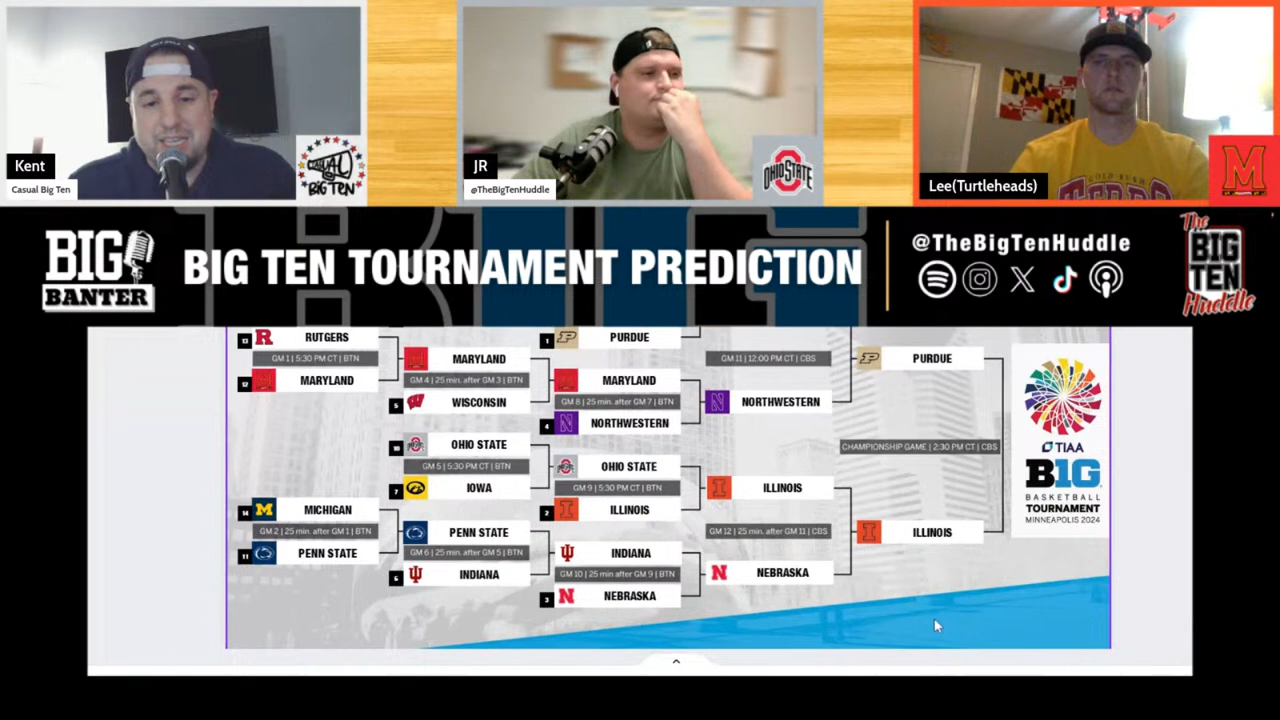 Kent
Casual Big Ten
CASUAL
BIG TEN
JR
@TheBigTenHuddle
OHIO STATE
Lee(Turtleheads)
GOLD RUSH
TERPS
M
BIG
BANTER
BIG TEN TOURNAMENT PREDICTION
@TheBigTenHuddle
The
BIG
TEN
Huddle
13 R RUTGERS
GM 1 | 5:30 PM CT | BTN
12 MARYLAND
MARYLAND
GM 4 | 25 min. after GM 3 | BTN
5 WISCONSIN
1 PURDUE
MARYLAND
GM 8 | 25 min. after GM 7 | BTN
4 NORTHWESTERN
GM 11 | 12:00 PM CT | CBS
NORTHWESTERN
PURDUE
10 OHIO STATE
GM 5 | 5:30 PM CT | BTN
7 IOWA
OHIO STATE
GM 9 | 5:30 PM CT | BTN
2 ILLINOIS
ILLINOIS
CHAMPIONSHIP GAME | 2:30 PM CT | CBS
14 MICHIGAN
GM 2 | 25 min. after GM 1 | BTN
11 PENN STATE
PENN STATE
GM 6 | 25 min. after GM 5 | BTN
6 INDIANA
INDIANA
GM 10 | 25 min. after GM 9 | BTN
3 NEBRASKA
GM 12 | 25 min. after GM 11 | CBS
NEBRASKA
ILLINOIS
TIAA
B1G
BASKETBALL
TOURNAMENT
MINNEAPOLIS 2024